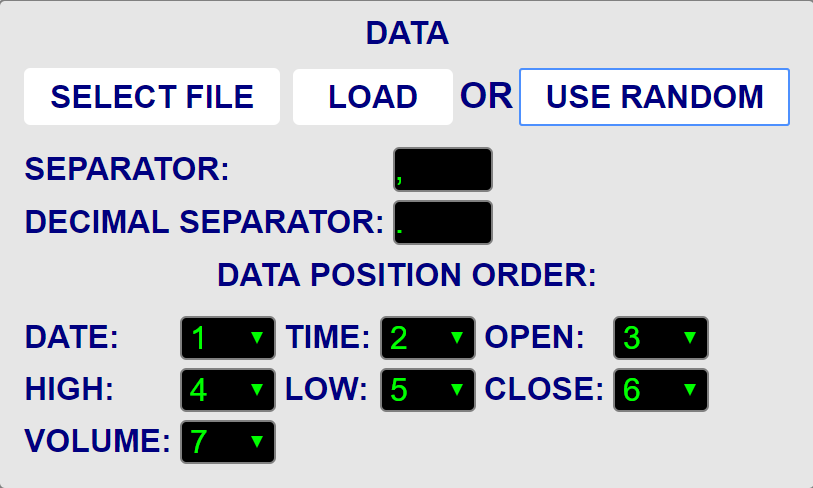 DATA
SELECT FILE LOAD OR USE RANDOM
SEPARATOR: ,
DECIMAL SEPARATOR: .
DATA POSITION ORDER:
DATE: 1 TIME: 2 OPEN: 3
HIGH: 4 LOW: 5 CLOSE: 6
VOLUME: 7